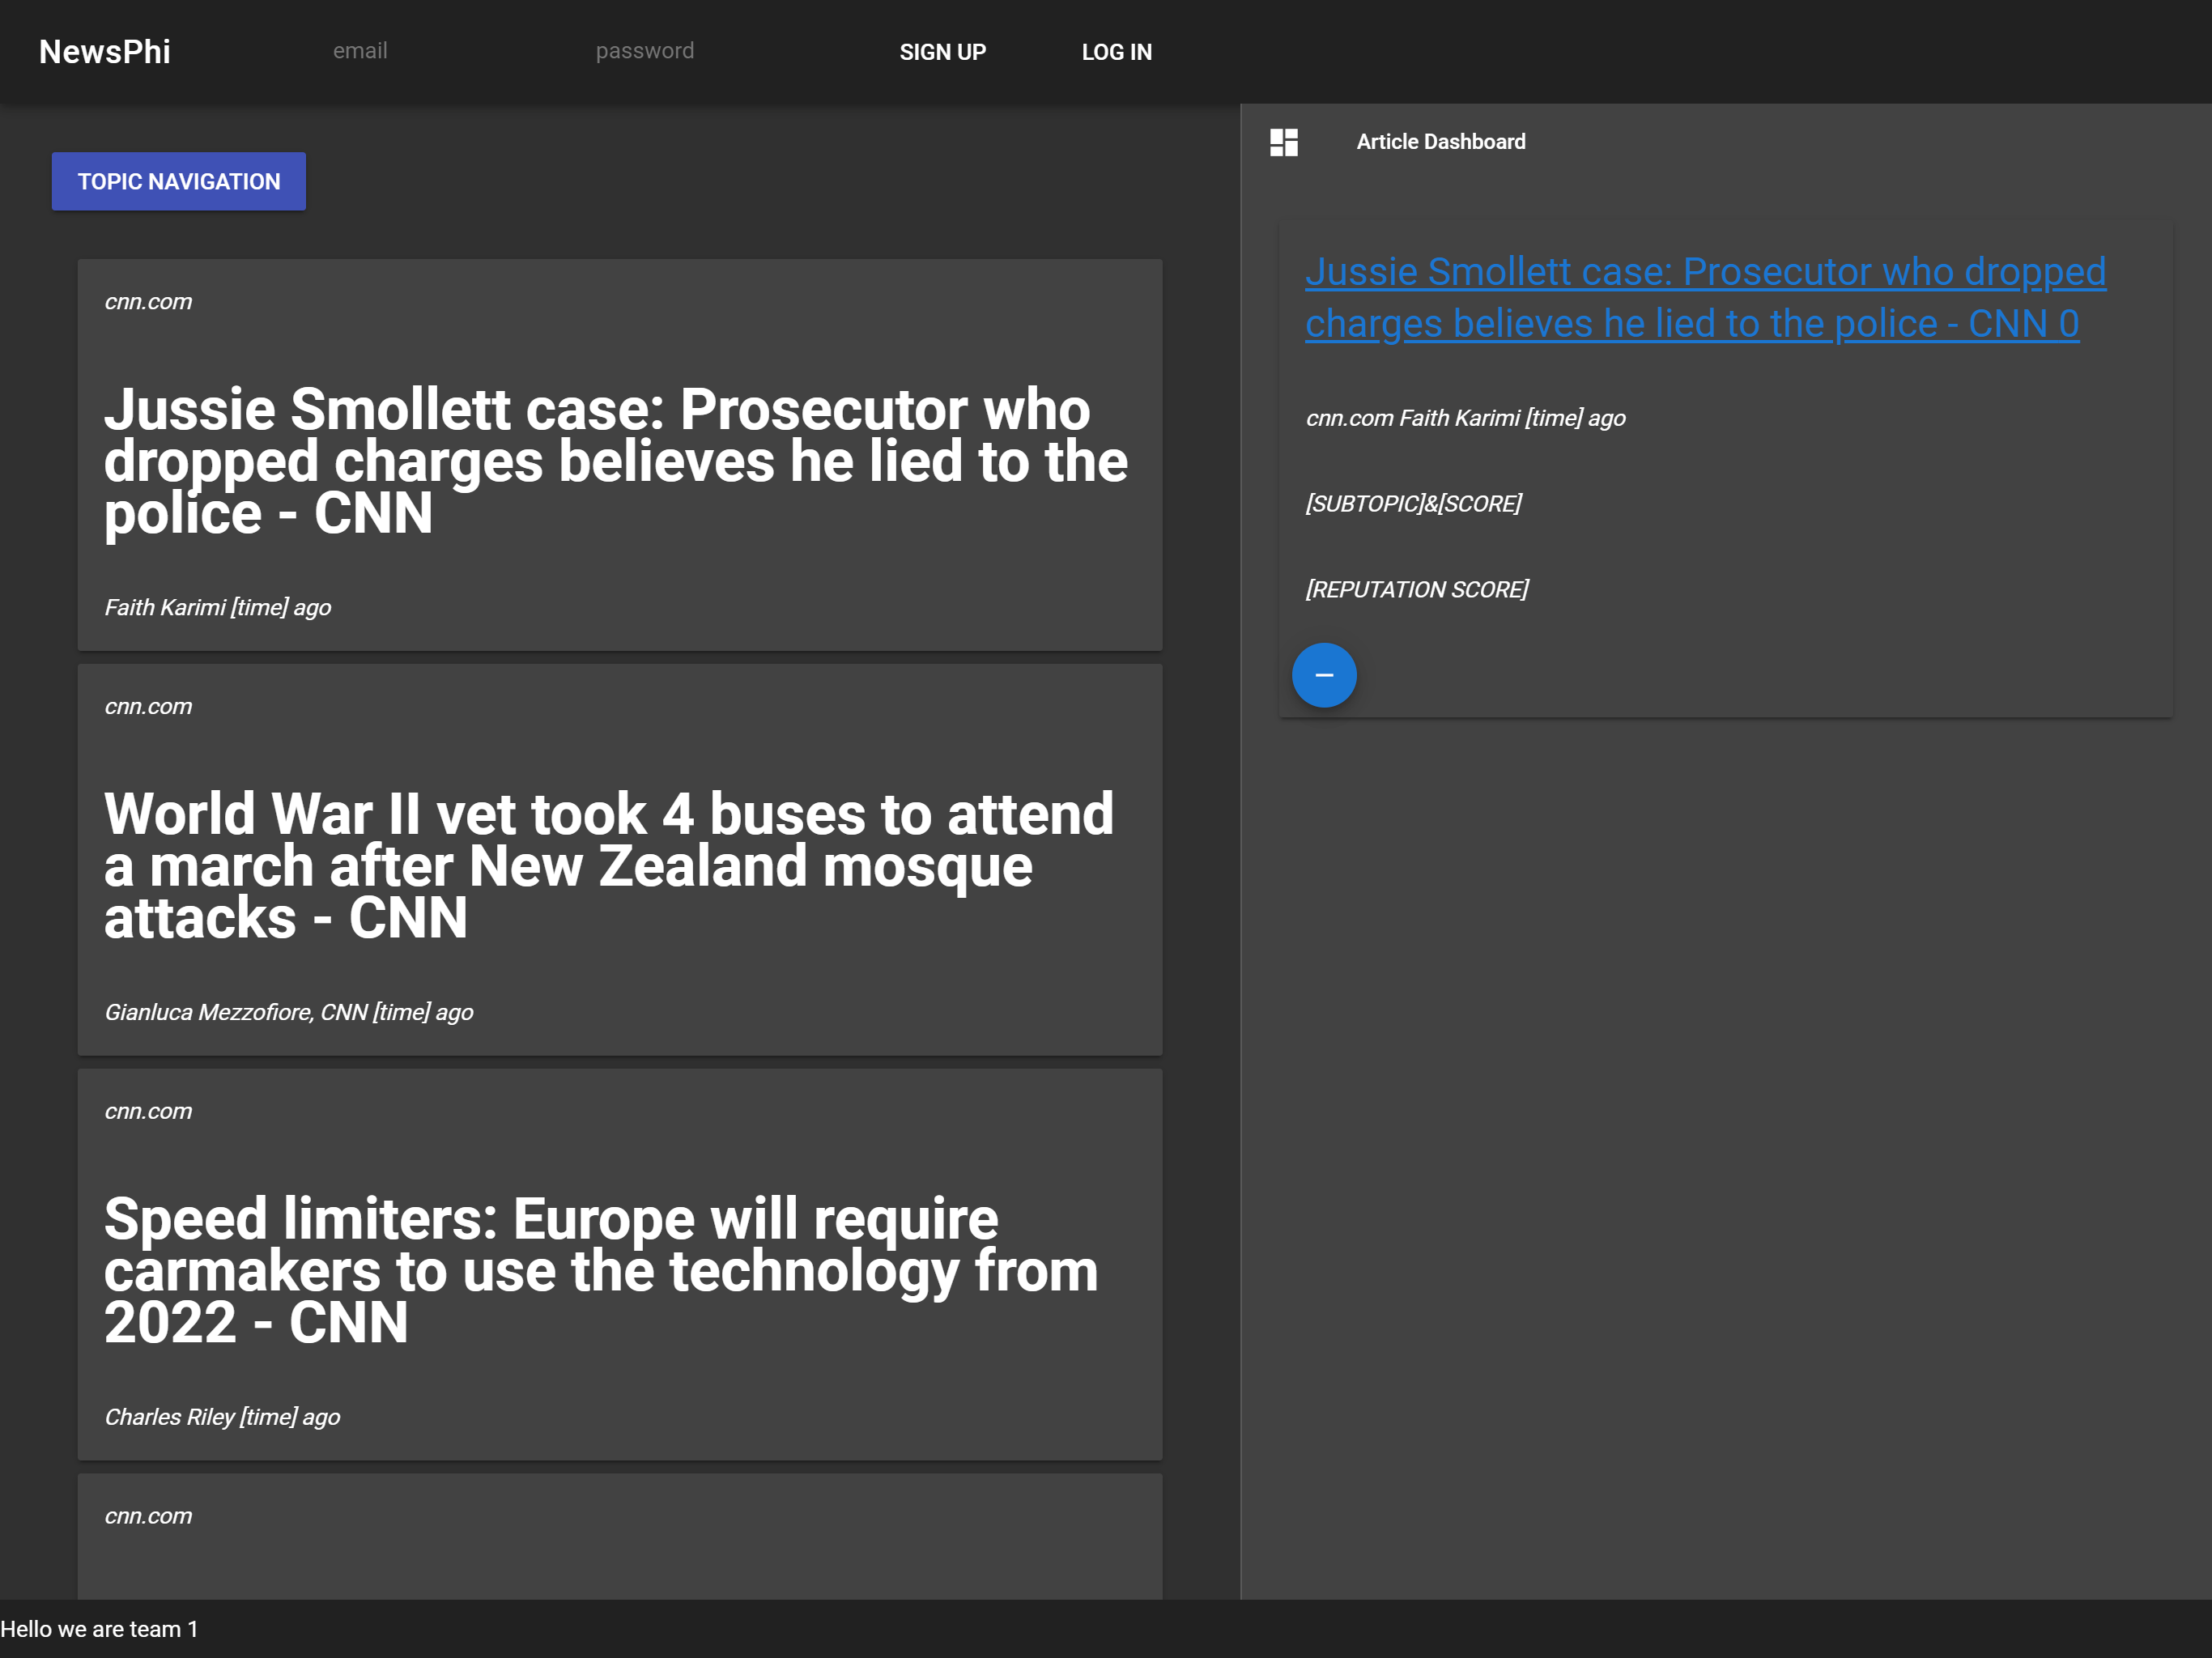 NewsPhi email password SIGN UP LOG IN
TOPIC NAVIGATION
cnn.com
Jussie Smollett case: Prosecutor who
dropped charges believes he lied to the
police - CNN
Faith Karimi [time] ago
cnn.com
World War II vet took 4 buses to attend
a march after New Zealand mosque
attacks - CNN
Gianluca Mezzofiore, CNN [time] ago
cnn.com
Speed limiters: Europe will require
carmakers to use the technology from
2022 - CNN
Charles Riley [time] ago
cnn.com
Article Dashboard
Jussie Smollett case: Prosecutor who dropped
charges believes he lied to the police - CNN 0
cnn.com Faith Karimi [time] ago
[SUBTOPIC]&[SCORE]
[REPUTATION SCORE]
Hello we are team 1